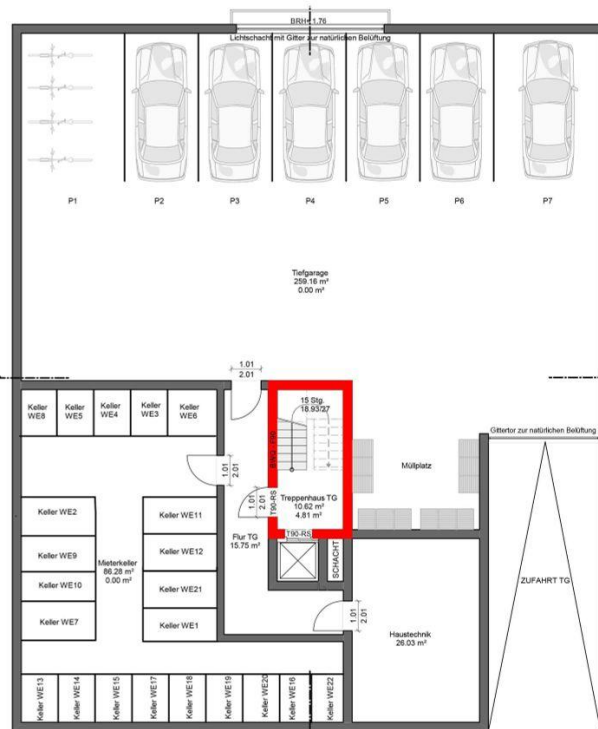 BRH= 1.76
Lichtschacht mit Gitter zur natürlichen Belüftung
P1
P2
P3
P4
P5
P6
P7
Tiefgarage
259.16 m²
0.00 m²
1.01
2.01
15 Stg.
18.93/27
Keller WE8
Keller WE5
Keller WE4
Keller WE3
Keller WE6
BWU - F90
Gittertor zur natürlichen Belüftung
Müllplatz
1.01
2.01
Keller WE2
Keller WE11
1.01
2.01
T90-RS
Treppenhaus TG
10.62 m²
4.81 m²
T90-RS
Keller WE9
Keller WE12
Flur TG
15.75 m²
SCHACHT
Mieterkeller
86.28 m²
0.00 m²
Keller WE10
Keller WE21
ZUFAHRT TG
Keller WE7
Keller WE1
1.01
2.01
Haustechnik
26.03 m²
Keller WE13
Keller WE14
Keller WE15
Keller WE17
Keller WE18
Keller WE19
Keller WE20
Keller WE16
Keller WE22